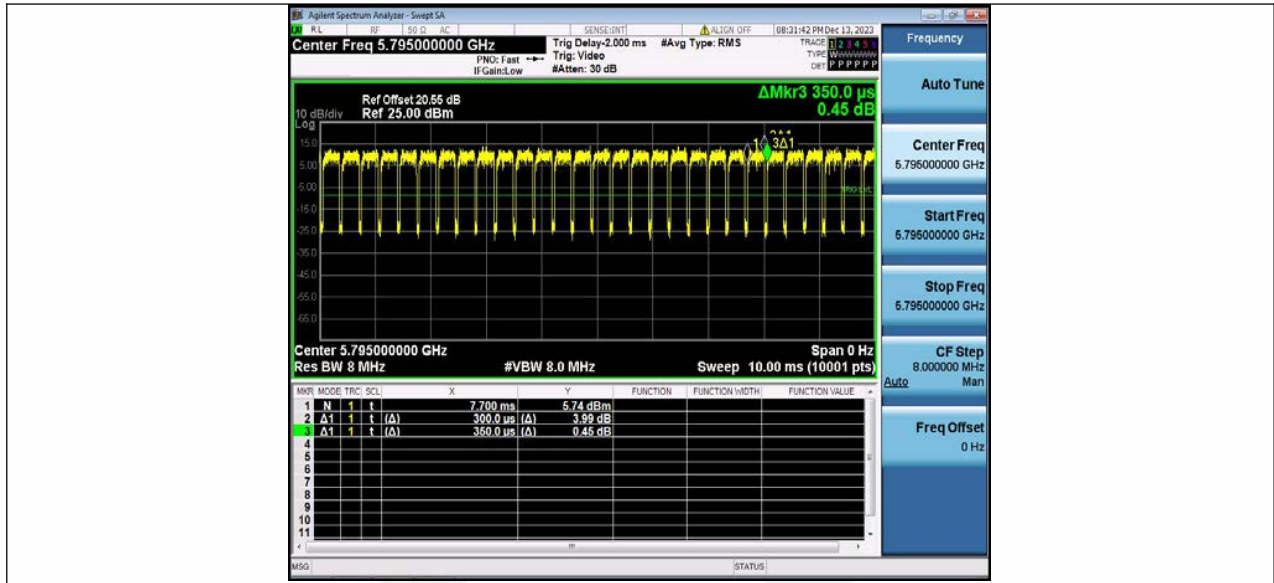 Agilent Spectrum Analyzer - Swept SA
RL RF 50 Ω AC SENSE:INT ALIGN OFF 08:31:42 PM Dec 13, 2023
Center Freq 5.795000000 GHz
PNO: Fast
IFGain:Low
Trig Delay-2.000 ms
Trig: Video
#Atten: 30 dB
#Avg Type: RMS
TRACE 1 2 3 4 5 6
TYPE W
DET P P P P P P
Frequency
Auto Tune
Center Freq
5.795000000 GHz
Start Freq
5.795000000 GHz
Stop Freq
5.795000000 GHz
CF Step
8.000000 MHz
Auto Man
Freq Offset
0 Hz
ΔMkr3 350.0 µs
0.45 dB
Ref Offset 20.55 dB
10 dB/div Ref 25.00 dBm
Log
15.0
5.00
-5.00
-15.0
-25.0
-35.0
-45.0
-55.0
-65.0
1 3Δ1
TRIG LVL
Center 5.795000000 GHz Span 0 Hz
Res BW 8 MHz #VBW 8.0 MHz Sweep 10.00 ms (10001 pts)
MKR MODE TRC SCL X Y FUNCTION FUNCTION WIDTH FUNCTION VALUE
1 N 1 t 7.700 ms 5.74 dBm
2 Δ1 1 t (Δ) 300.0 µs (Δ) 3.99 dB
3 Δ1 1 t (Δ) 350.0 µs (Δ) 0.45 dB
4
5
6
7
8
9
10
11
MSG STATUS